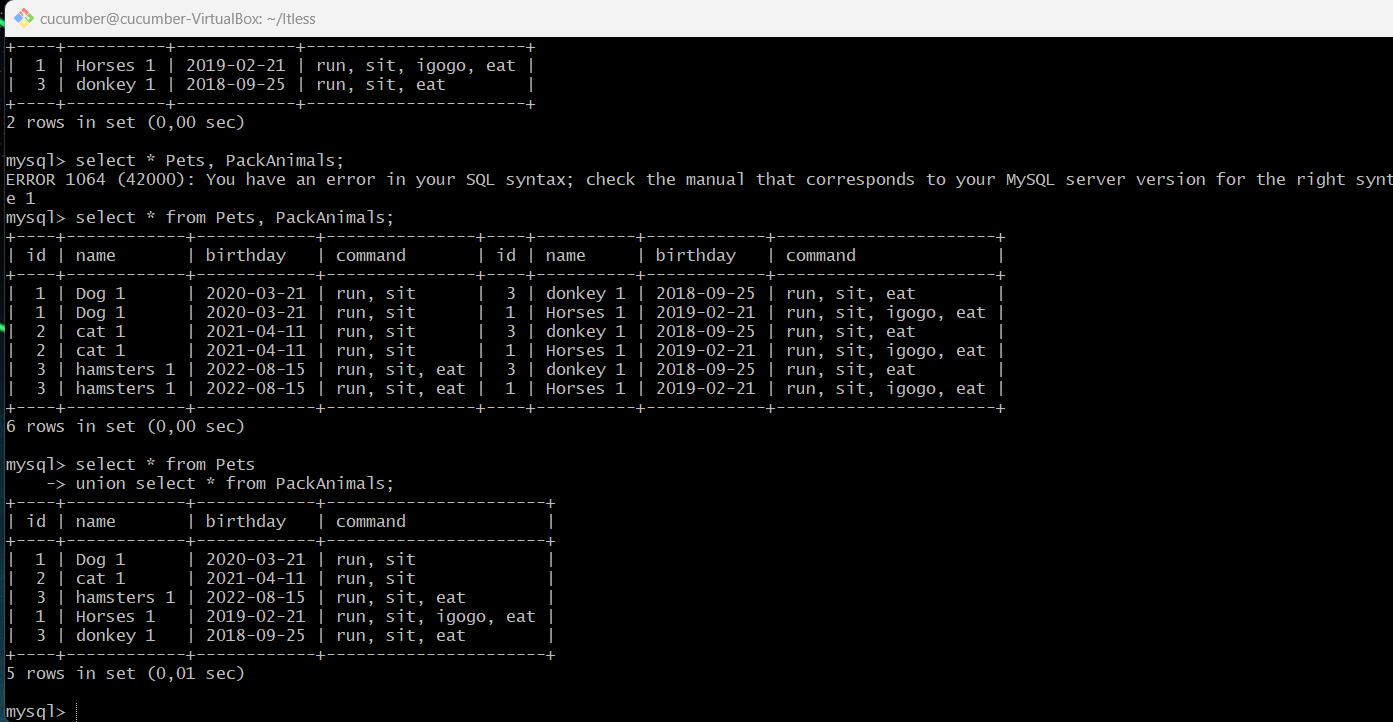 cucumber@cucumber-VirtualBox: ~/Itless
+----+----------+------------+----------------------+
|  1 | Horses 1 | 2019-02-21 | run, sit, igogo, eat |
|  3 | donkey 1 | 2018-09-25 | run, sit, eat        |
+----+----------+------------+----------------------+
2 rows in set (0,00 sec)

mysql> select * Pets, PackAnimals;
ERROR 1064 (42000): You have an error in your SQL syntax; check the manual that corresponds to your MySQL server version for the right synt
e 1
mysql> select * from Pets, PackAnimals;
+----+------------+------------+---------------+----+----------+------------+----------------------+
| id | name       | birthday   | command       | id | name     | birthday   | command              |
+----+------------+------------+---------------+----+----------+------------+----------------------+
|  1 | Dog 1      | 2020-03-21 | run, sit      |  3 | donkey 1 | 2018-09-25 | run, sit, eat        |
|  1 | Dog 1      | 2020-03-21 | run, sit      |  1 | Horses 1 | 2019-02-21 | run, sit, igogo, eat |
|  2 | cat 1      | 2021-04-11 | run, sit      |  3 | donkey 1 | 2018-09-25 | run, sit, eat        |
|  2 | cat 1      | 2021-04-11 | run, sit      |  1 | Horses 1 | 2019-02-21 | run, sit, igogo, eat |
|  3 | hamsters 1 | 2022-08-15 | run, sit, eat |  3 | donkey 1 | 2018-09-25 | run, sit, eat        |
|  3 | hamsters 1 | 2022-08-15 | run, sit, eat |  1 | Horses 1 | 2019-02-21 | run, sit, igogo, eat |
+----+------------+------------+---------------+----+----------+------------+----------------------+
6 rows in set (0,00 sec)

mysql> select * from Pets
    -> union select * from PackAnimals;
+----+------------+------------+----------------------+
| id | name       | birthday   | command              |
+----+------------+------------+----------------------+
|  1 | Dog 1      | 2020-03-21 | run, sit             |
|  2 | cat 1      | 2021-04-11 | run, sit             |
|  3 | hamsters 1 | 2022-08-15 | run, sit, eat        |
|  1 | Horses 1   | 2019-02-21 | run, sit, igogo, eat |
|  3 | donkey 1   | 2018-09-25 | run, sit, eat        |
+----+------------+------------+----------------------+
5 rows in set (0,01 sec)

mysql>